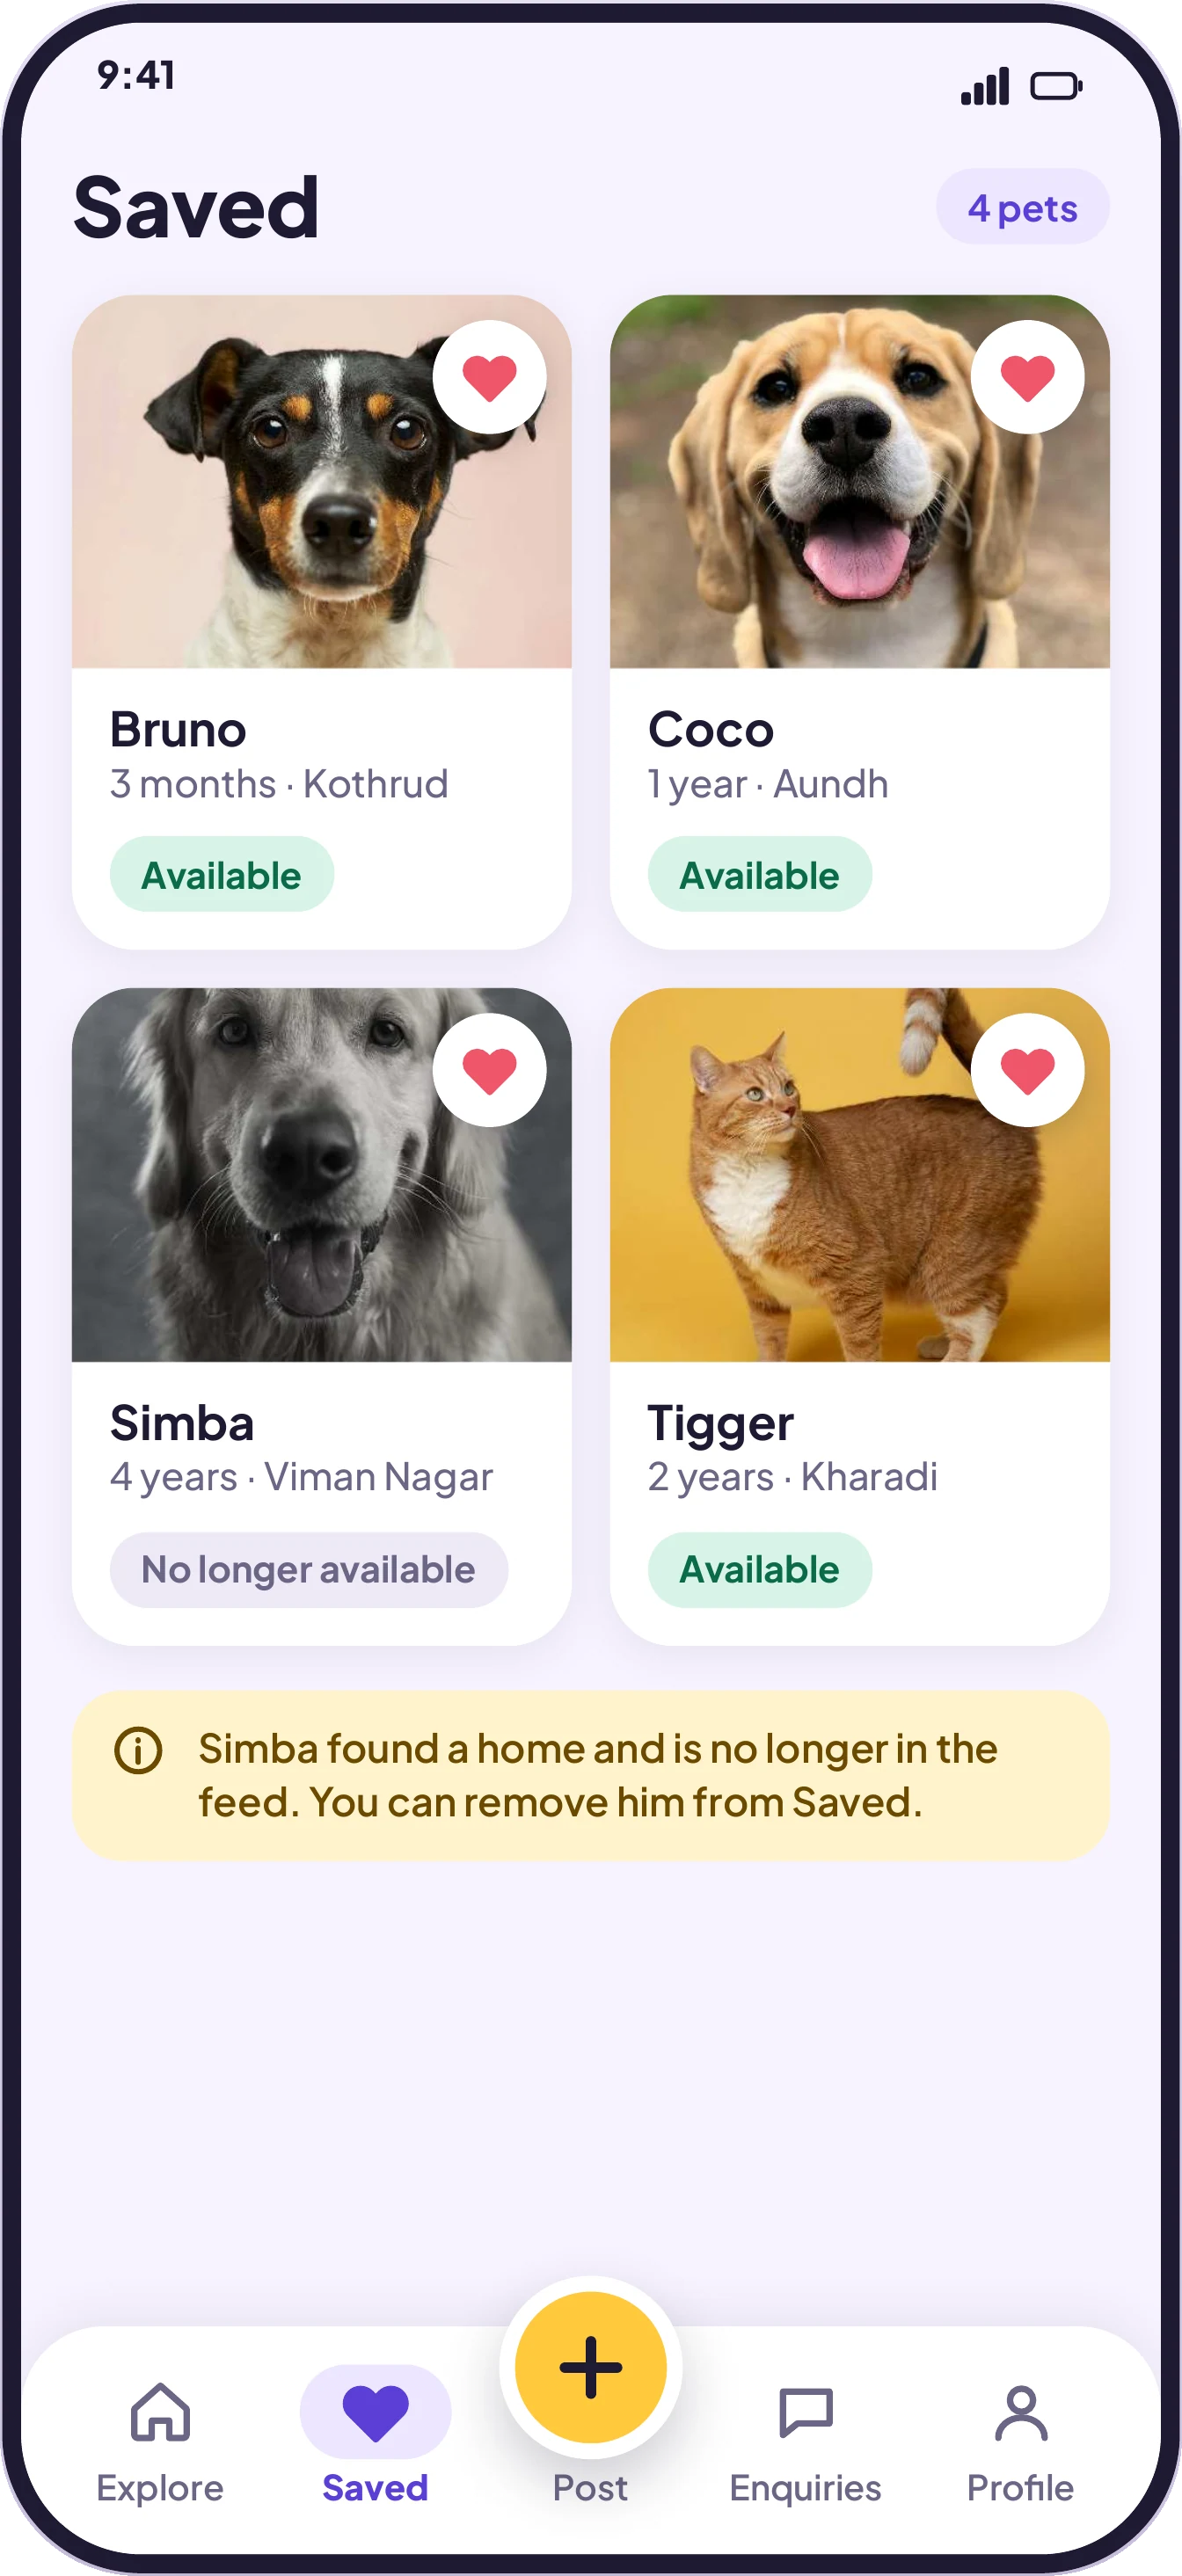 9:41
Saved
4 pets
Bruno
3 months · Kothrud
Available
Coco
1 year · Aundh
Available
Simba
4 years · Viman Nagar
No longer available
Tigger
2 years · Kharadi
Available
Simba found a home and is no longer in the
feed. You can remove him from Saved.
Explore
Saved
Post
Enquiries
Profile